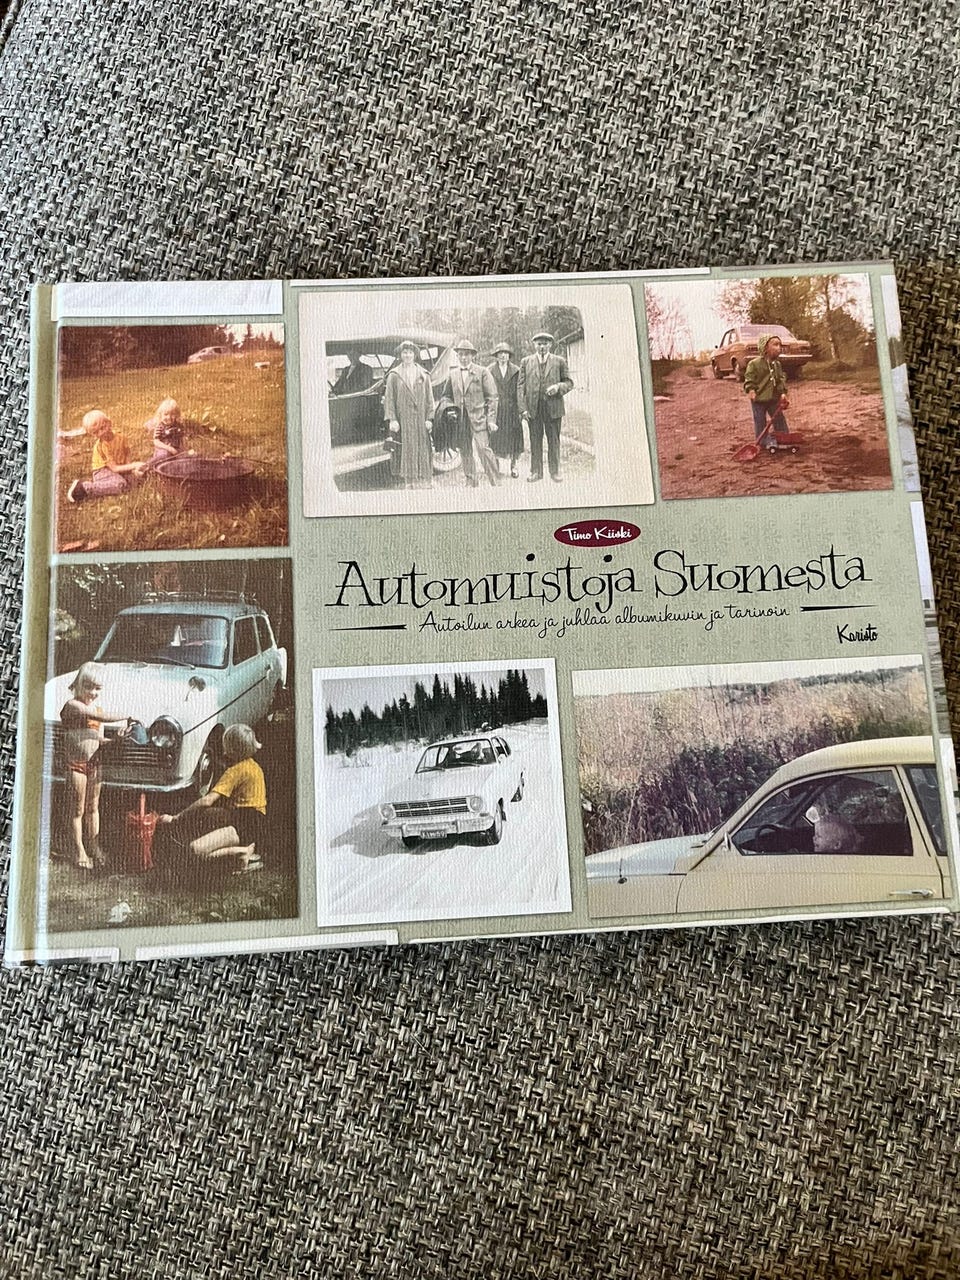 Timo Kiiski
Automuistoja Suomesta
Autoilun arkea ja juhlaa albumikuvin ja tarinoin
Karisto